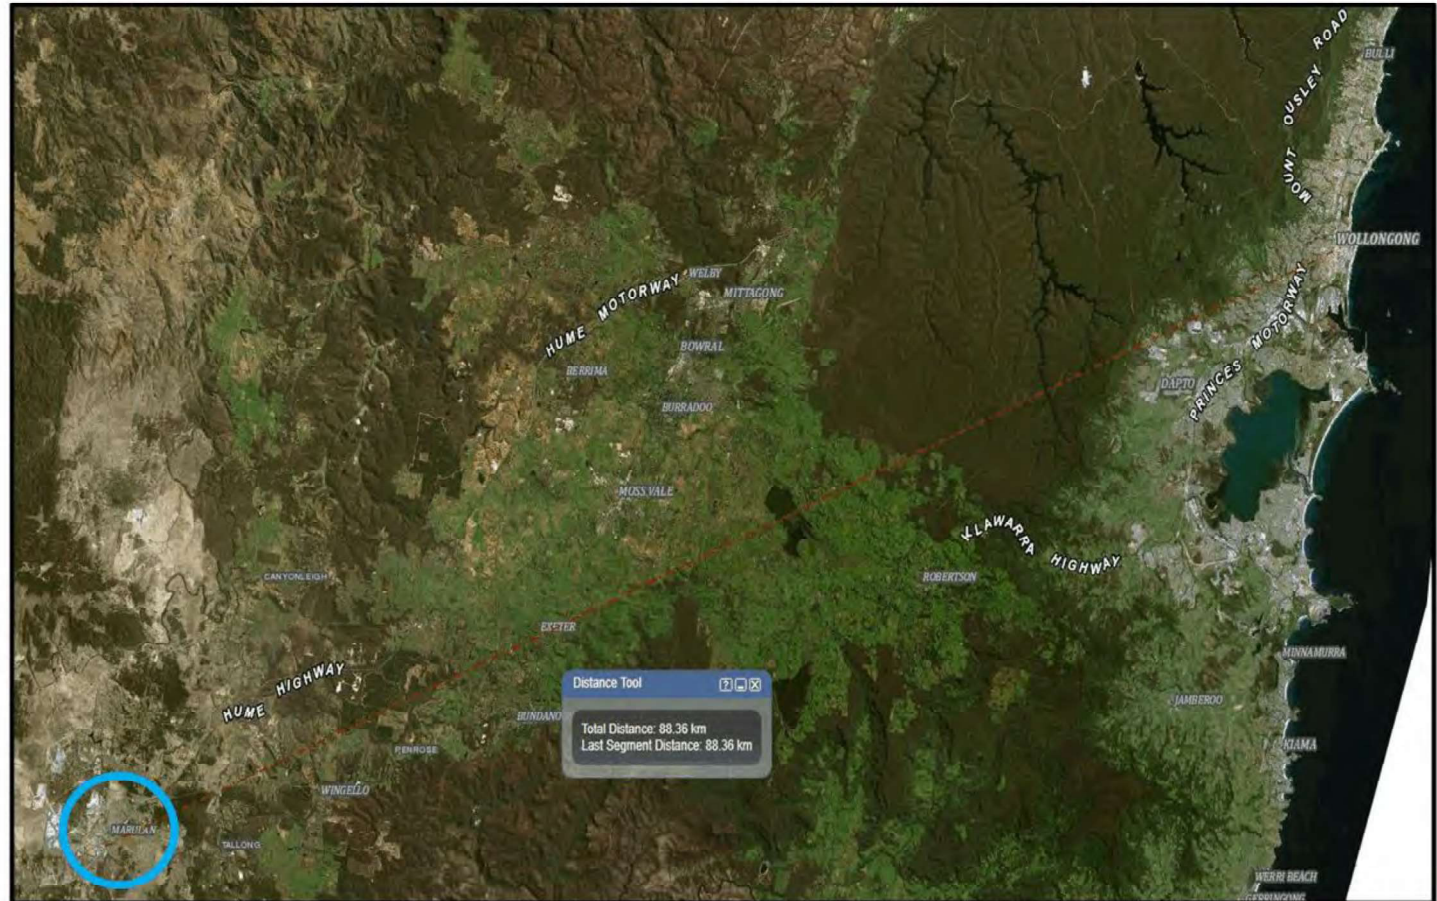 MOUNT OUSLEY ROAD
BULLI
WOLLONGONG
WELBY
HUME MOTORWAY
MITTAGONG
BOWRAL
BERRIMA
PRINCES MOTORWAY
DAPTO
BURRADOO
MOSS VALE
ILLAWARRA HIGHWAY
CANYONLEIGH
ROBERTSON
EXETER
MINNAMURRA
HUME HIGHWAY
Distance Tool
JAMBEROO
BUNDANO
Total Distance: 88.36 km
Last Segment Distance: 88.36 km
KIAMA
PENROSE
WINGELLO
MARULAN
TALLONG
WERRI BEACH
GERRINGONG